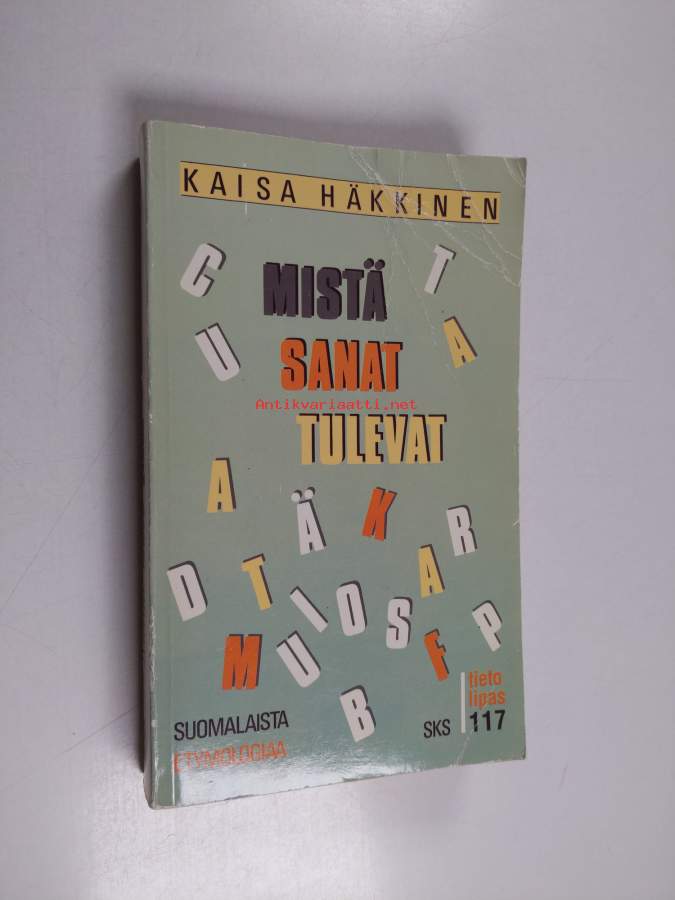 KAISA HÄKKINEN
C
T
MISTÄ
U
A
SANAT
Antikvariaatti.net
TULEVAT
A
Ä
K
R
D
T
I
O
S
A
P
M
U
B
F
tieto
lipas
SKS 117
SUOMALAISTA
ETYMOLOGIAA